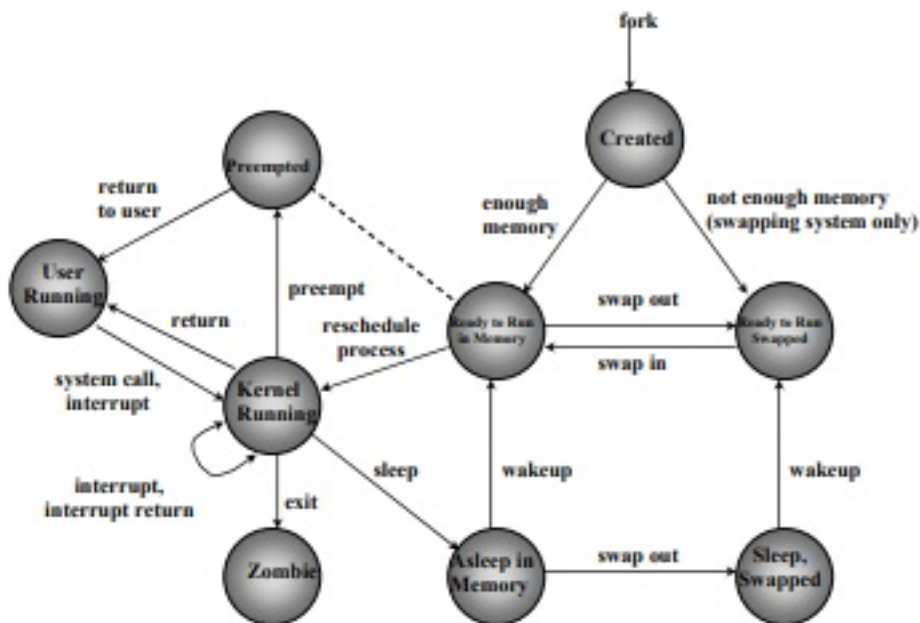 fork
Created
Preempted
return
to user
enough
memory
not enough memory
(swapping system only)
User
Running
preempt
return
reschedule
process
Ready to Run
in Memory
swap out
swap in
Ready to Run
Swapped
system call,
interrupt
Kernel
Running
interrupt,
interrupt return
sleep
exit
wakeup
wakeup
Zombie
Asleep in
Memory
swap out
Sleep,
Swapped